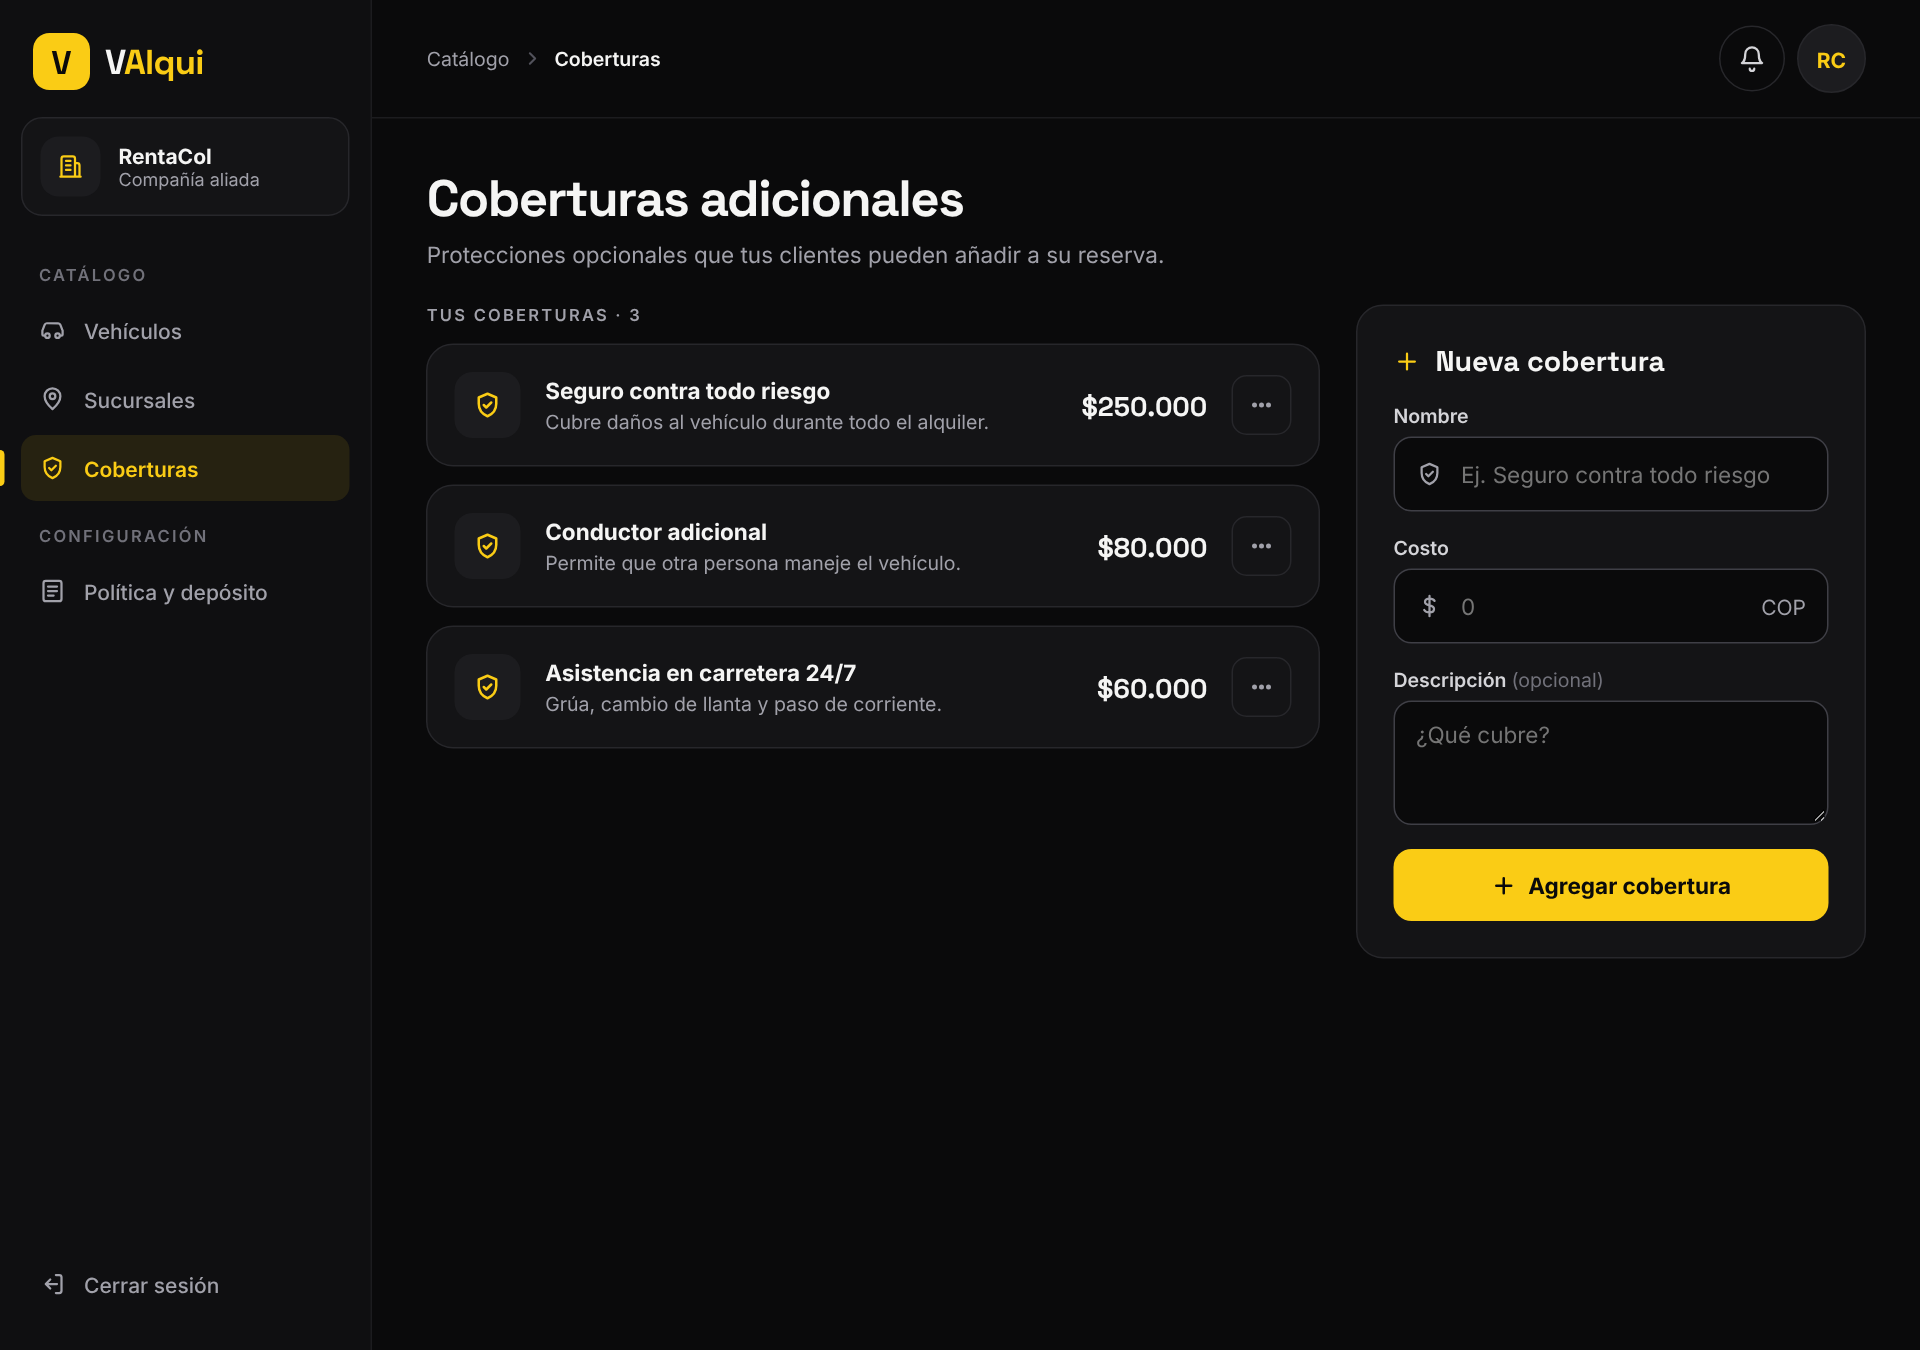 V VAlqui
RentaCol
Compañía aliada
CATÁLOGO
Vehículos
Sucursales
Coberturas
CONFIGURACIÓN
Política y depósito
Cerrar sesión
Catálogo > Coberturas
RC
Coberturas adicionales
Protecciones opcionales que tus clientes pueden añadir a su reserva.
TUS COBERTURAS · 3
Seguro contra todo riesgo
Cubre daños al vehículo durante todo el alquiler.
$250.000
Conductor adicional
Permite que otra persona maneje el vehículo.
$80.000
Asistencia en carretera 24/7
Grúa, cambio de llanta y paso de corriente.
$60.000
+ Nueva cobertura
Nombre
Ej. Seguro contra todo riesgo
Costo
$ 0 COP
Descripción (opcional)
¿Qué cubre?
+ Agregar cobertura